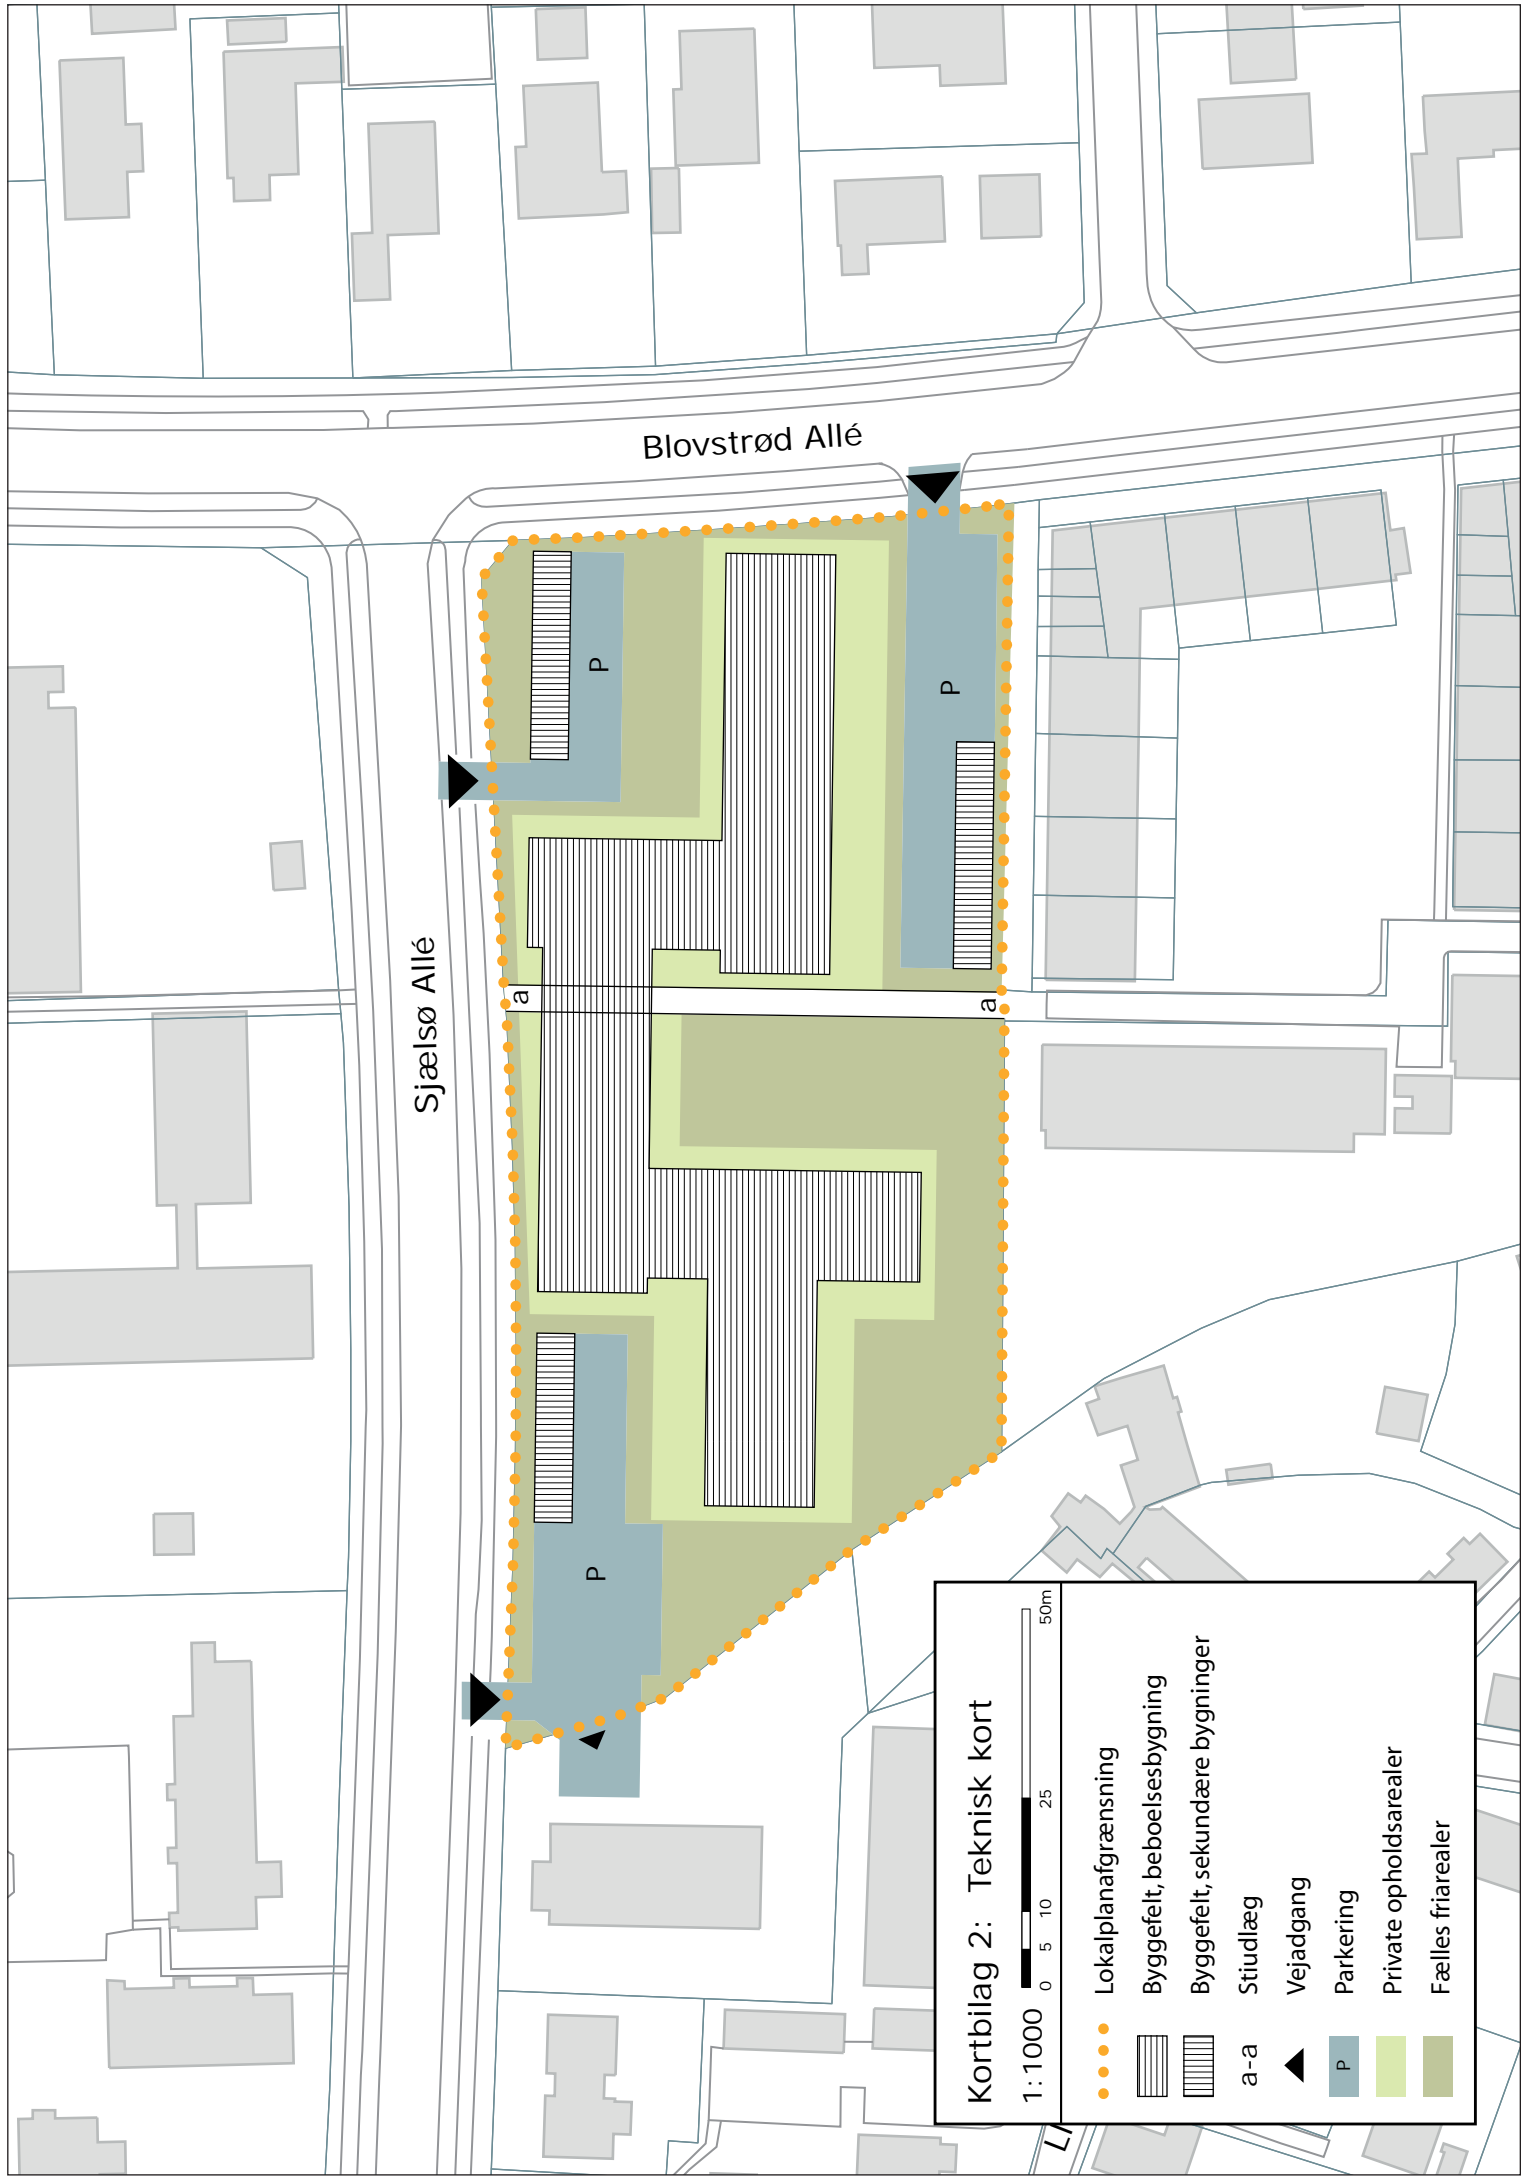 Blovstrød Allé
Sjælsø Allé
P
P
a
a
P
Kortbilag 2: Teknisk kort
1:1000
0 5 10 25 50m
Lokalplanafgrænsning
Byggefelt, beboelsesbygning
Byggefelt, sekundære bygninger
a-a Stiudlæg
Vejadgang
P Parkering
Private opholdsarealer
Fælles friarealer